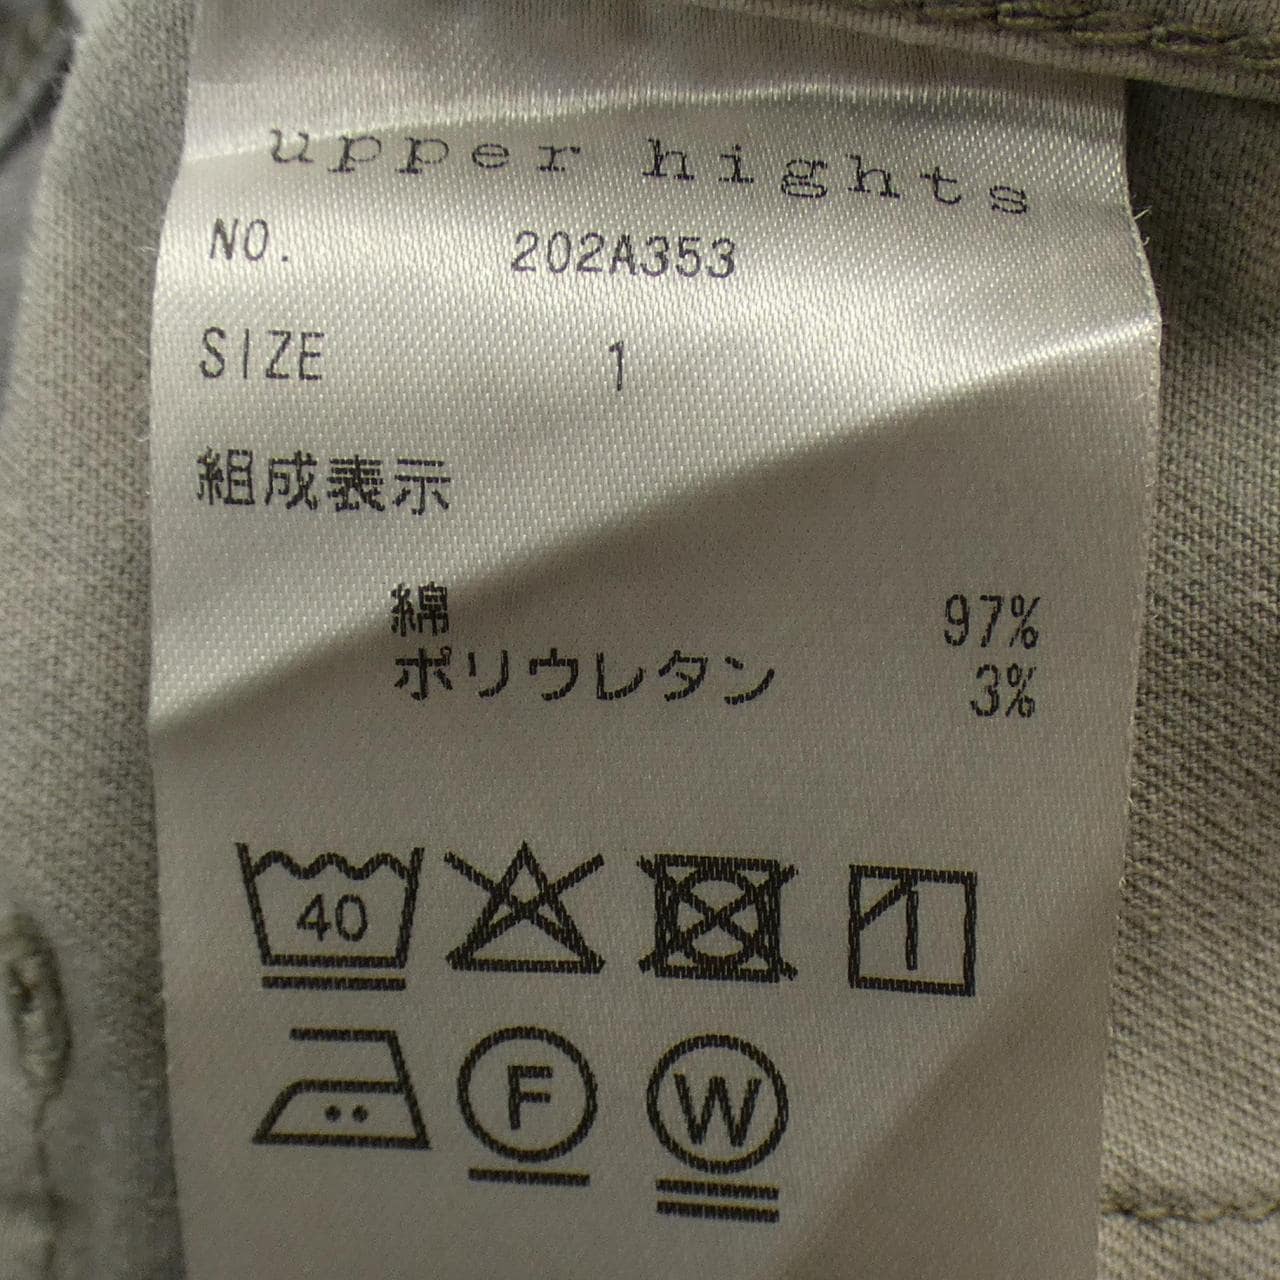 upper hights
NO. 202A353
SIZE 1
組成表示
綿 97%
ポリウレタン 3%
40
F W